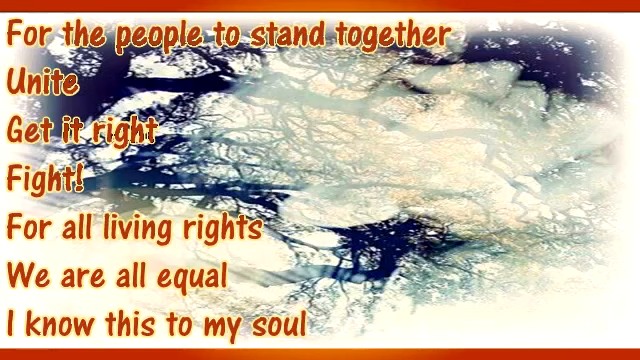 For the people to stand together
Unite
Get it right
Fight!
For all living rights
We are all equal
I know this to my soul